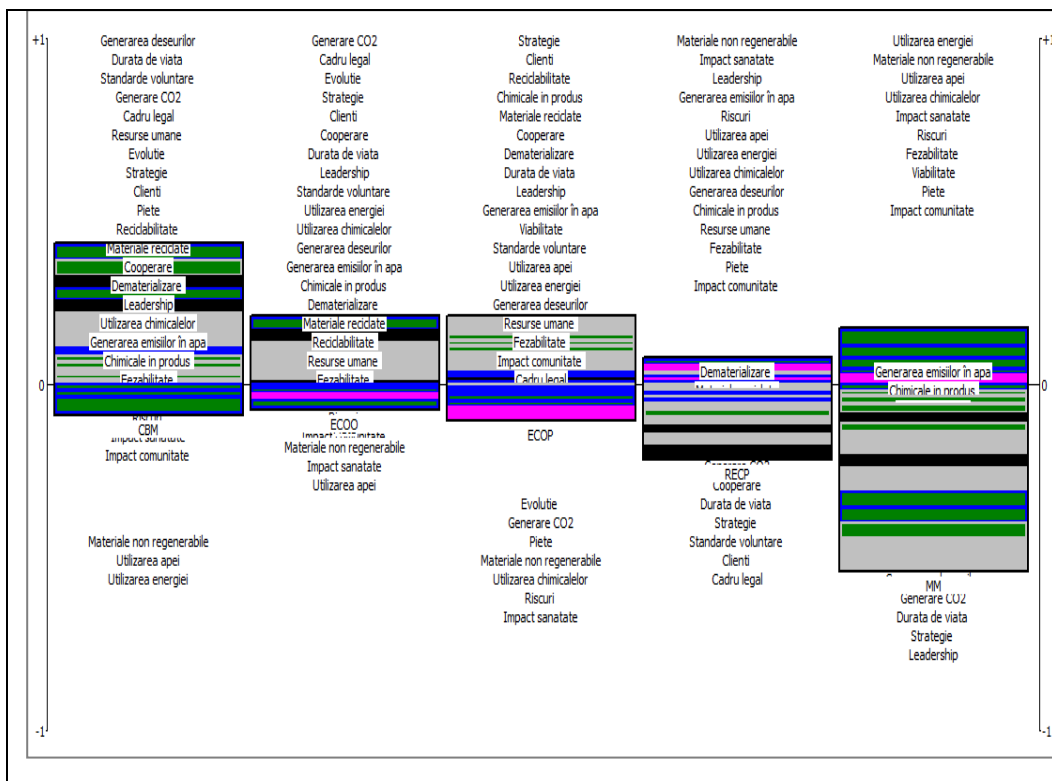 +1
Generarea deseurilor
Durata de viata
Standarde voluntare
Generare CO2
Cadru legal
Resurse umane
Evolutie
Strategie
Clienti
Piete
Reciclabilitate
Materiale reciclate
Cooperare
Dematerializare
Leadership
Utilizarea chimicalelor
Generarea emisiilor în apa
Chimicale in produs
Fezabilitate
CBM
Impact sanatate
Impact comunitate
Materiale non regenerabile
Utilizarea apei
Utilizarea energiei
Generare CO2
Cadru legal
Evolutie
Strategie
Clienti
Cooperare
Durata de viata
Leadership
Standarde voluntare
Utilizarea energiei
Utilizarea chimicalelor
Generarea deseurilor
Generarea emisiilor în apa
Chimicale in produs
Dematerializare
Materiale reciclate
Reciclabilitate
Resurse umane
Fezabilitate
ECOO
Impact comunitate
Materiale non regenerabile
Impact sanatate
Utilizarea apei
Strategie
Clienti
Reciclabilitate
Chimicale in produs
Materiale reciclate
Cooperare
Dematerializare
Durata de viata
Leadership
Generarea emisiilor în apa
Viabilitate
Standarde voluntare
Utilizarea apei
Utilizarea energiei
Generarea deseurilor
Resurse umane
Fezabilitate
Impact comunitate
Cadru legal
ECOP
Evolutie
Generare CO2
Piete
Materiale non regenerabile
Utilizarea chimicalelor
Riscuri
Impact sanatate
Materiale non regenerabile
Impact sanatate
Leadership
Generarea emisiilor în apa
Riscuri
Utilizarea apei
Utilizarea energiei
Utilizarea chimicalelor
Generarea deseurilor
Chimicale in produs
Resurse umane
Fezabilitate
Piete
Impact comunitate
Dematerializare
Generare CO2
RECP
Cooperare
Durata de viata
Strategie
Standarde voluntare
Clienti
Cadru legal
Utilizarea energiei
Materiale non regenerabile
Utilizarea apei
Utilizarea chimicalelor
Impact sanatate
Riscuri
Fezabilitate
Viabilitate
Piete
Impact comunitate
Generarea emisiilor în apa
Chimicale in produs
MM
Generare CO2
Durata de viata
Strategie
Leadership
0
0
-1
-1